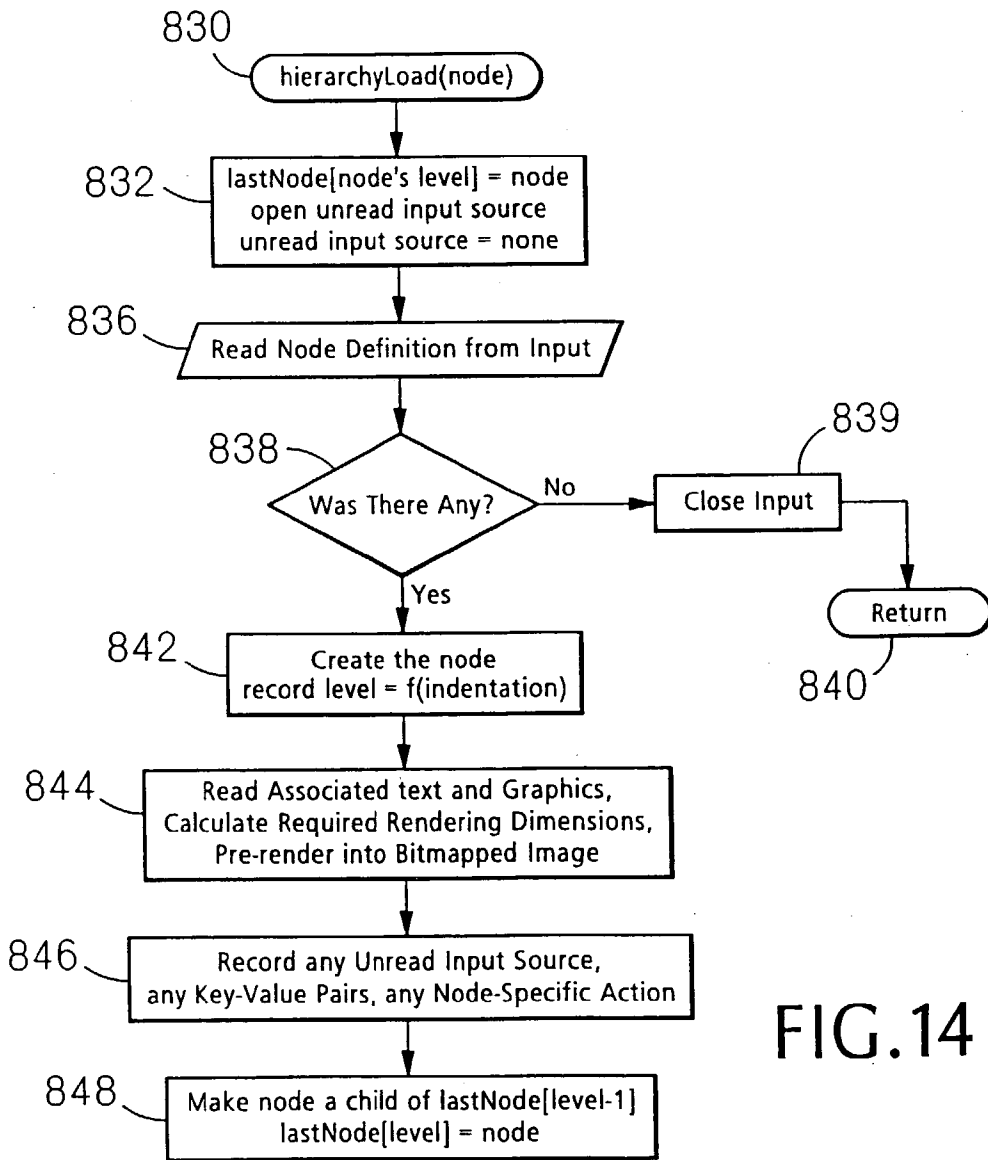 830
hierarchyLoad(node)
832
lastNode[node's level] = node
open unread input source
unread input source = none
836
Read Node Definition from Input
838
Was There Any?
No
839
Close Input
Yes
Return
840
842
Create the node
record level = f(indentation)
844
Read Associated text and Graphics,
Calculate Required Rendering Dimensions,
Pre-render into Bitmapped Image
846
Record any Unread Input Source,
any Key-Value Pairs, any Node-Specific Action
FIG.14
848
Make node a child of lastNode[level-1]
lastNode[level] = node